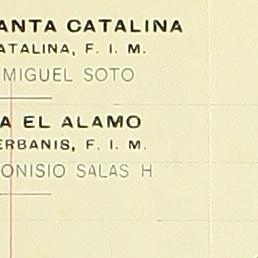 ANTA CATALINA
ATALINA, F. I. M.
MIGUEL SOTO
A EL ALAMO
ERBANIS, F. I. M.
ONISIO SALAS H